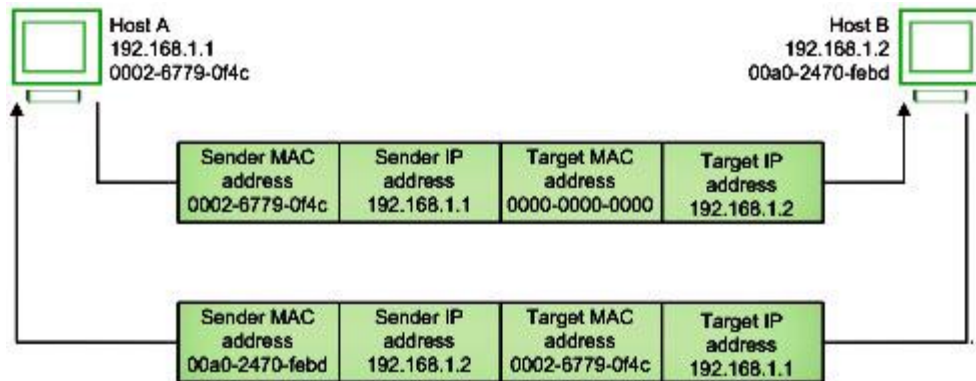 Host A
192.168.1.1
0002-6779-0f4c
Host B
192.168.1.2
00a0-2470-febd
Sender MAC
address
0002-6779-0f4c
Sender IP
address
192.168.1.1
Target MAC
address
0000-0000-0000
Target IP
address
192.168.1.2
Sender MAC
address
00a0-2470-febd
Sender IP
address
192.168.1.2
Target MAC
address
0002-6779-0f4c
Target IP
address
192.168.1.1